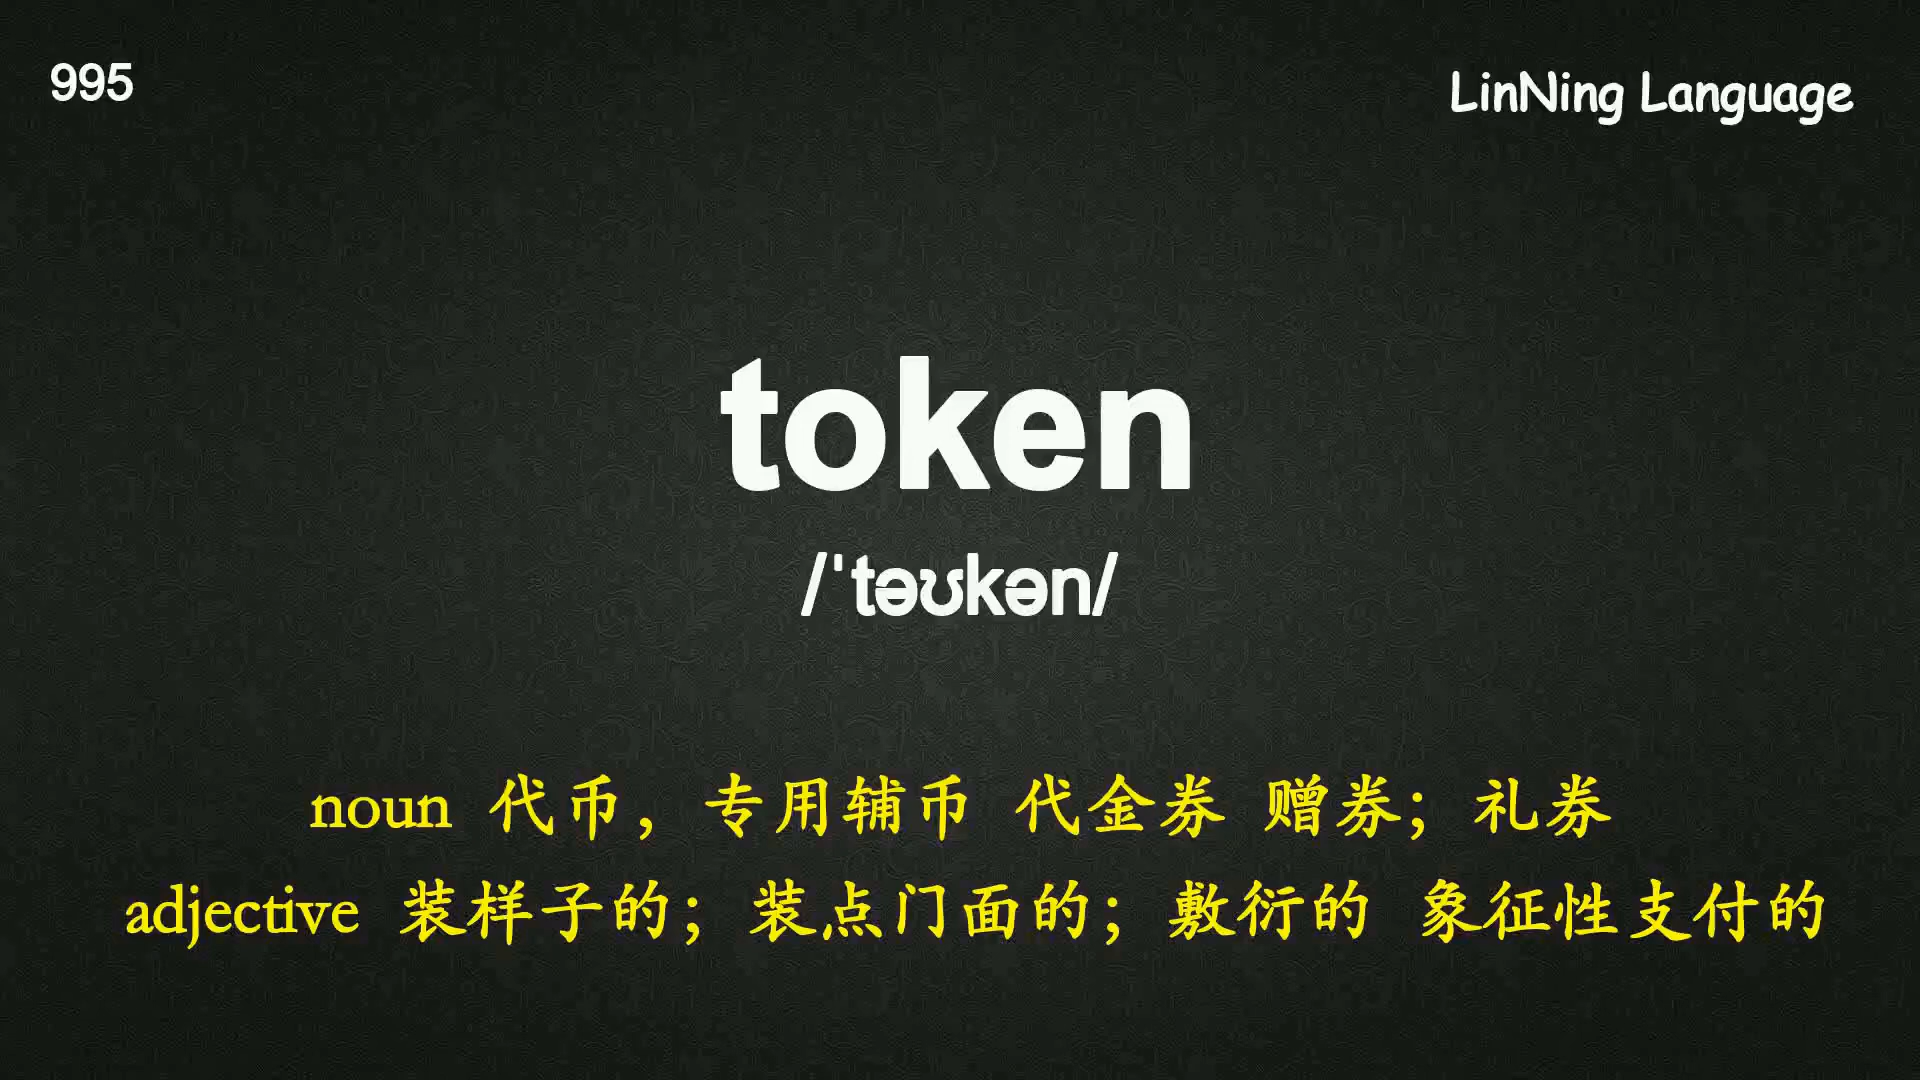 995
LinNing Language
token
/ˈtəʊkən/
noun 代币，专用辅币 代金券 赠券；礼券
adjective 装样子的；装点门面的；敷衍的 象征性支付的